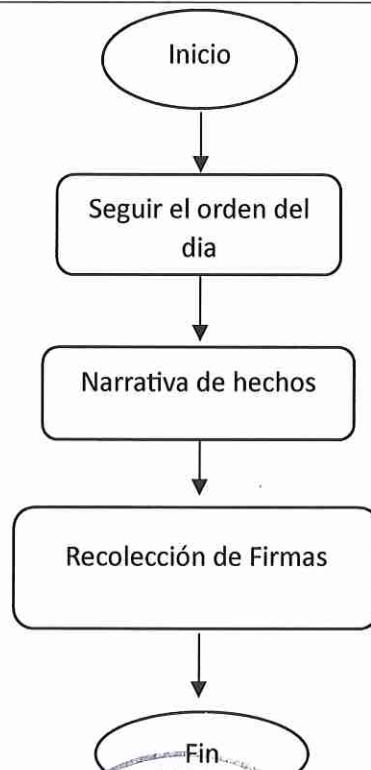 Inicio
Seguir el orden del
dia
Narrativa de hechos
Recolección de Firmas
Fin